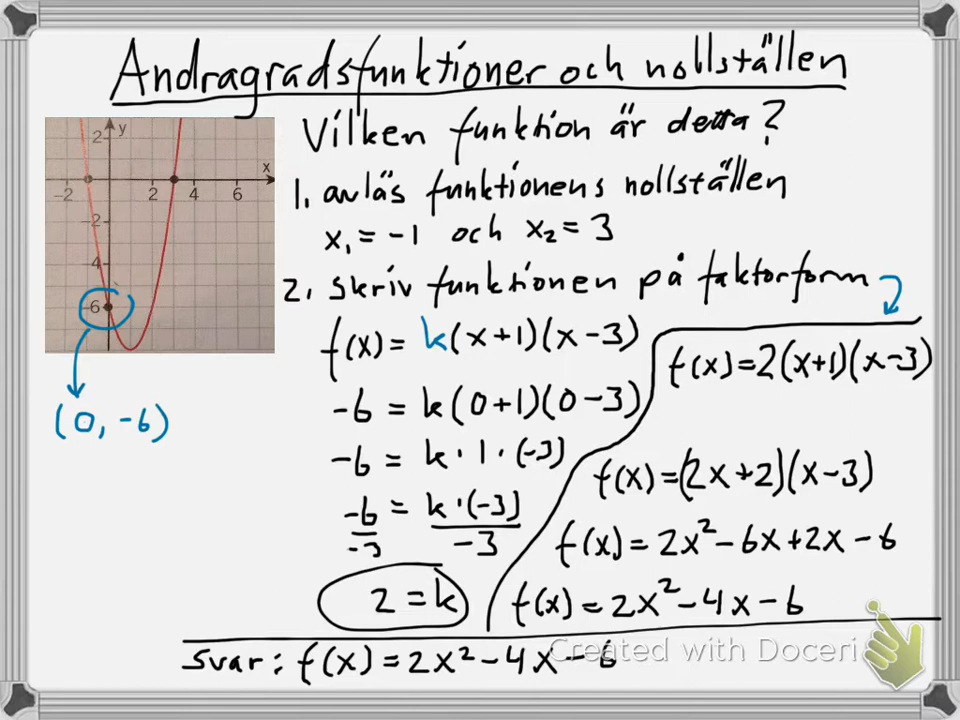 Andragradsfunktioner och nollställen
Vilken funktion är detta?
1. avläs funktionens nollställen
x₁ = -1 och x₂ = 3
2. skriv funktionen på faktorform
f(x) = k(x+1)(x-3)
-6 = k(0+1)(0-3)
-6 = k·1·(-3)
-6/-3 = k·(-3)/-3
2 = k
f(x) = 2(x+1)(x-3)
f(x) = (2x+2)(x-3)
f(x) = 2x² - 6x + 2x - 6
f(x) = 2x² - 4x - 6
svar: f(x) = 2x² - 4x - 6
y
x
2
-2 2 4 6
-2
-4
-6
(0, -6)
Created with Doceri